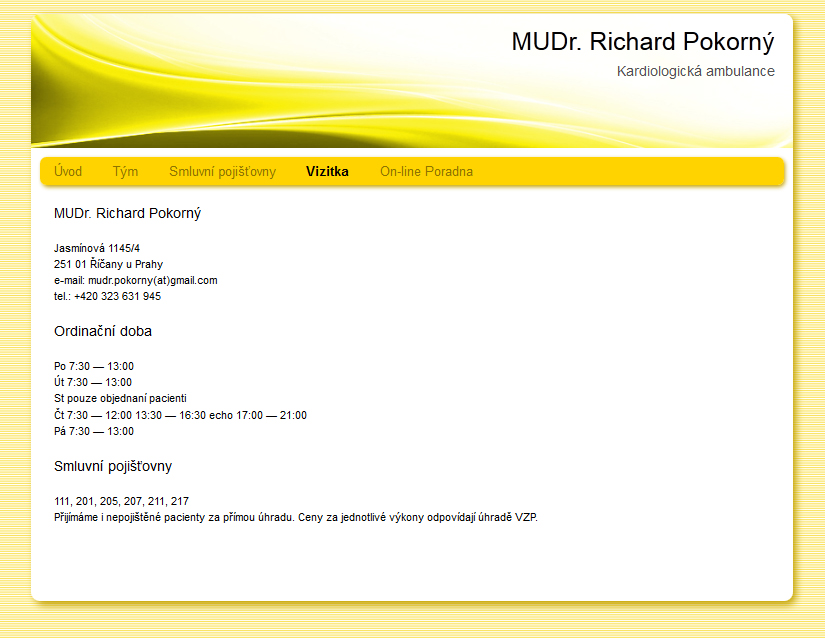 MUDr. Richard Pokorný
Kardiologická ambulance
Úvod Tým Smluvní pojišťovny Vizitka On-line Poradna
MUDr. Richard Pokorný
Jasmínová 1145/4
251 01 Říčany u Prahy
e-mail: mudr.pokorny(at)gmail.com
tel.: +420 323 631 945
Ordinační doba
Po 7:30 — 13:00
Út 7:30 — 13:00
St pouze objednaní pacienti
Čt 7:30 — 12:00 13:30 — 16:30 echo 17:00 — 21:00
Pá 7:30 — 13:00
Smluvní pojišťovny
111, 201, 205, 207, 211, 217
Přijímáme i nepojištěné pacienty za přímou úhradu. Ceny za jednotlivé výkony odpovídají úhradě VZP.